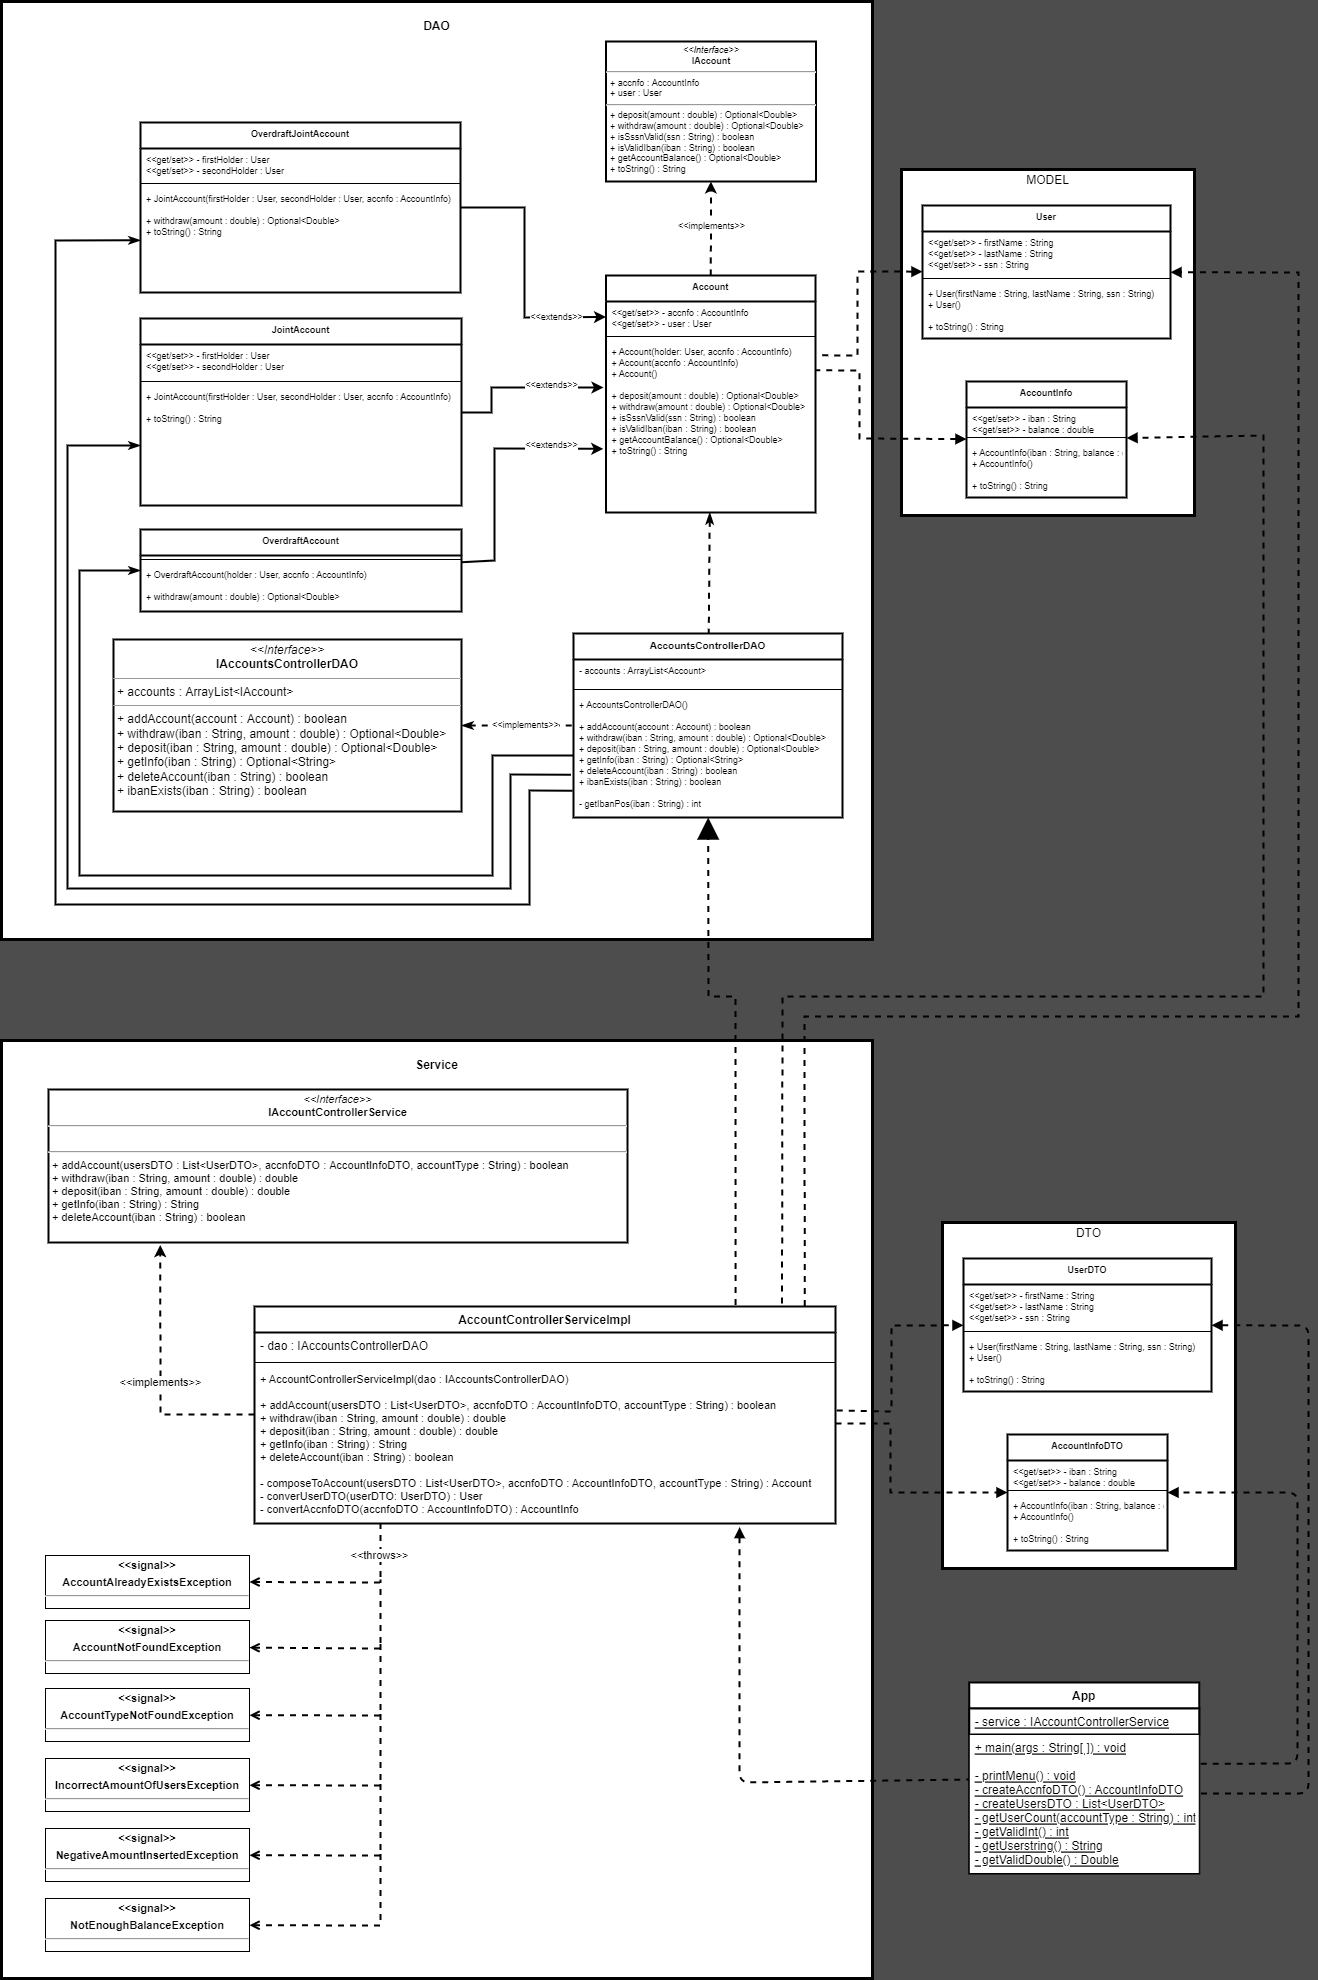 DAO
<<Interface>>
IAccount
+ accnfo : AccountInfo
+ user : User
+ deposit(amount : double) : Optional<Double>
+ withdraw(amount : double) : Optional<Double>
+ isSssnValid(ssn : String) : boolean
+ isValidIban(iban : String) : boolean
+ getAccountBalance() : Optional<Double>
+ toString() : String
<<implements>>
OverdraftJointAccount
<<get/set>> - firstHolder : User
<<get/set>> - secondHolder : User
+ JointAccount(firstHolder : User, secondHolder : User, accnfo : AccountInfo)
+ withdraw(amount : double) : Optional<Double>
+ toString() : String
<<extends>>
JointAccount
<<get/set>> - firstHolder : User
<<get/set>> - secondHolder : User
+ JointAccount(firstHolder : User, secondHolder : User, accnfo : AccountInfo)
+ toString() : String
<<extends>>
OverdraftAccount
+ OverdraftAccount(holder : User, accnfo : AccountInfo)
+ withdraw(amount : double) : Optional<Double>
<<extends>>
Account
<<get/set>> - accnfo : AccountInfo
<<get/set>> - user : User
+ Account(holder: User, accnfo : AccountInfo)
+ Account(accnfo : AccountInfo)
+ Account()
+ deposit(amount : double) : Optional<Double>
+ withdraw(amount : double) : Optional<Double>
+ isSssnValid(ssn : String) : boolean
+ isValidIban(iban : String) : boolean
+ getAccountBalance() : Optional<Double>
+ toString() : String
<<Interface>>
IAccountsControllerDAO
+ accounts : ArrayList<IAccount>
+ addAccount(account : Account) : boolean
+ withdraw(iban : String, amount : double) : Optional<Double>
+ deposit(iban : String, amount : double) : Optional<Double>
+ getInfo(iban : String) : Optional<String>
+ deleteAccount(iban : String) : boolean
+ ibanExists(iban : String) : boolean
<<implements>>
AccountsControllerDAO
- accounts : ArrayList<Account>
+ AccountsControllerDAO()
+ addAccount(account : Account) : boolean
+ withdraw(iban : String, amount : double) : Optional<Double>
+ deposit(iban : String, amount : double) : Optional<Double>
+ getInfo(iban : String) : Optional<String>
+ deleteAccount(iban : String) : boolean
+ ibanExists(iban : String) : boolean
- getIbanPos(iban : String) : int
MODEL
User
<<get/set>> - firstName : String
<<get/set>> - lastName : String
<<get/set>> - ssn : String
+ User(firstName : String, lastName : String, ssn : String)
+ User()
+ toString() : String
AccountInfo
<<get/set>> - iban : String
<<get/set>> - balance : double
+ AccountInfo(iban : String, balance :
+ AccountInfo()
+ toString() : String
Service
<<Interface>>
IAccountControllerService
+ addAccount(usersDTO : List<UserDTO>, accnfoDTO : AccountInfoDTO, accountType : String) : boolean
+ withdraw(iban : String, amount : double) : double
+ deposit(iban : String, amount : double) : double
+ getInfo(iban : String) : String
+ deleteAccount(iban : String) : boolean
<<implements>>
AccountControllerServiceImpl
- dao : IAccountsControllerDAO
+ AccountControllerServiceImpl(dao : IAccountsControllerDAO)
+ addAccount(usersDTO : List<UserDTO>, accnfoDTO : AccountInfoDTO, accountType : String) : boolean
+ withdraw(iban : String, amount : double) : double
+ deposit(iban : String, amount : double) : double
+ getInfo(iban : String) : String
+ deleteAccount(iban : String) : boolean
- composeToAccount(usersDTO : List<UserDTO>, accnfoDTO : AccountInfoDTO, accountType : String) : Account
- converUserDTO(userDTO: UserDTO) : User
- convertAccnfoDTO(accnfoDTO : AccountInfoDTO) : AccountInfo
<<throws>>
<<signal>>
AccountAlreadyExistsException
<<signal>>
AccountNotFoundException
<<signal>>
AccountTypeNotFoundException
<<signal>>
IncorrectAmountOfUsersException
<<signal>>
NegativeAmountInsertedException
<<signal>>
NotEnoughBalanceException
DTO
UserDTO
<<get/set>> - firstName : String
<<get/set>> - lastName : String
<<get/set>> - ssn : String
+ User(firstName : String, lastName : String, ssn : String)
+ User()
+ toString() : String
AccountInfoDTO
<<get/set>> - iban : String
<<get/set>> - balance : double
+ AccountInfo(iban : String, balance :
+ AccountInfo()
+ toString() : String
App
- service : IAccountControllerService
+ main(args : String[ ]) : void
- printMenu() : void
- createAccnfoDTO() : AccountInfoDTO
- createUsersDTO : List<UserDTO>
- getUserCount(accountType : String) : int
- getValidInt() : int
- getUserstring() : String
- getValidDouble() : Double